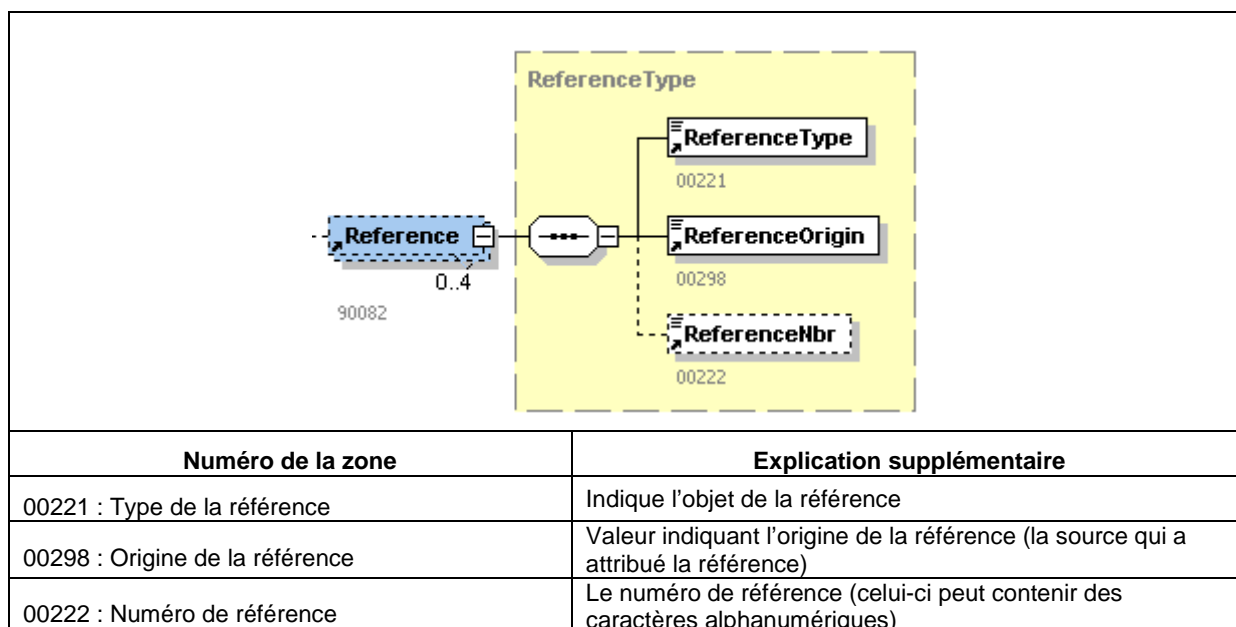 ReferenceType
ReferenceType
00221
Reference
0..4
90082
ReferenceOrigin
00298
ReferenceNbr
00222
Numéro de la zone
Explication supplémentaire
00221 : Type de la référence
Indique l’objet de la référence
00298 : Origine de la référence
Valeur indiquant l’origine de la référence (la source qui a
attribué la référence)
00222 : Numéro de référence
Le numéro de référence (celui-ci peut contenir des
caractères alphanumériques)